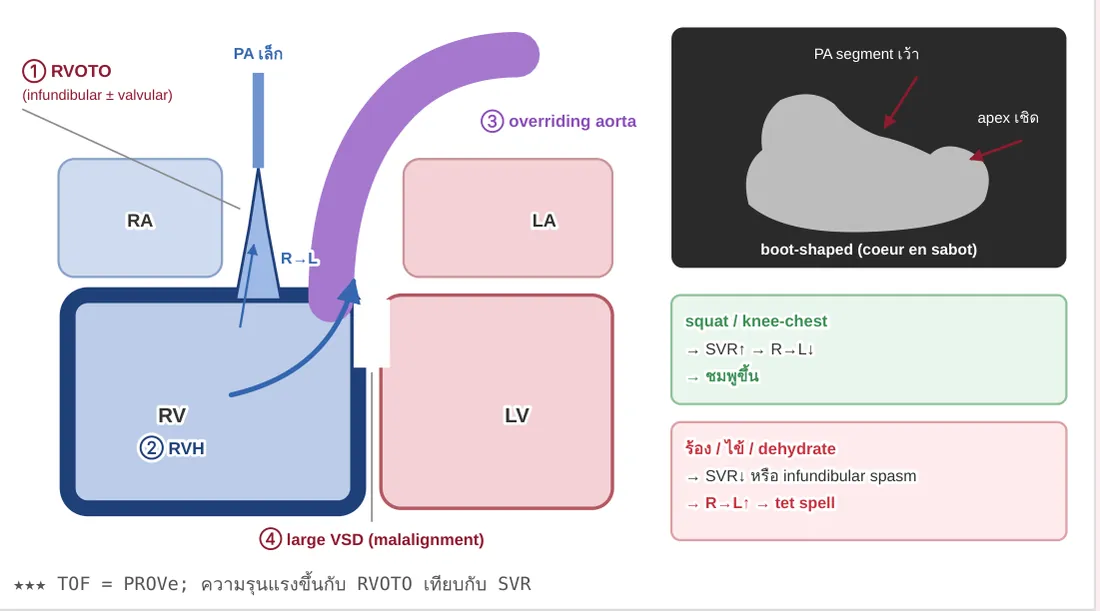 PA เล็ก
① RVOTO
(infundibular ± valvular)
③ overriding aorta
RA
LA
R→L
RV
② RVH
LV
④ large VSD (malalignment)
PA segment เว้า
apex เชิด
boot-shaped (coeur en sabot)
squat / knee-chest
→ SVR↑ → R→L↓
→ ชมพูขึ้น
ร้อง / ไข้ / dehydrate
→ SVR↓ หรือ infundibular spasm
→ R→L↑ → tet spell
★★★ TOF = PROVe; ความรุนแรงขึ้นกับ RVOTO เทียบกับ SVR